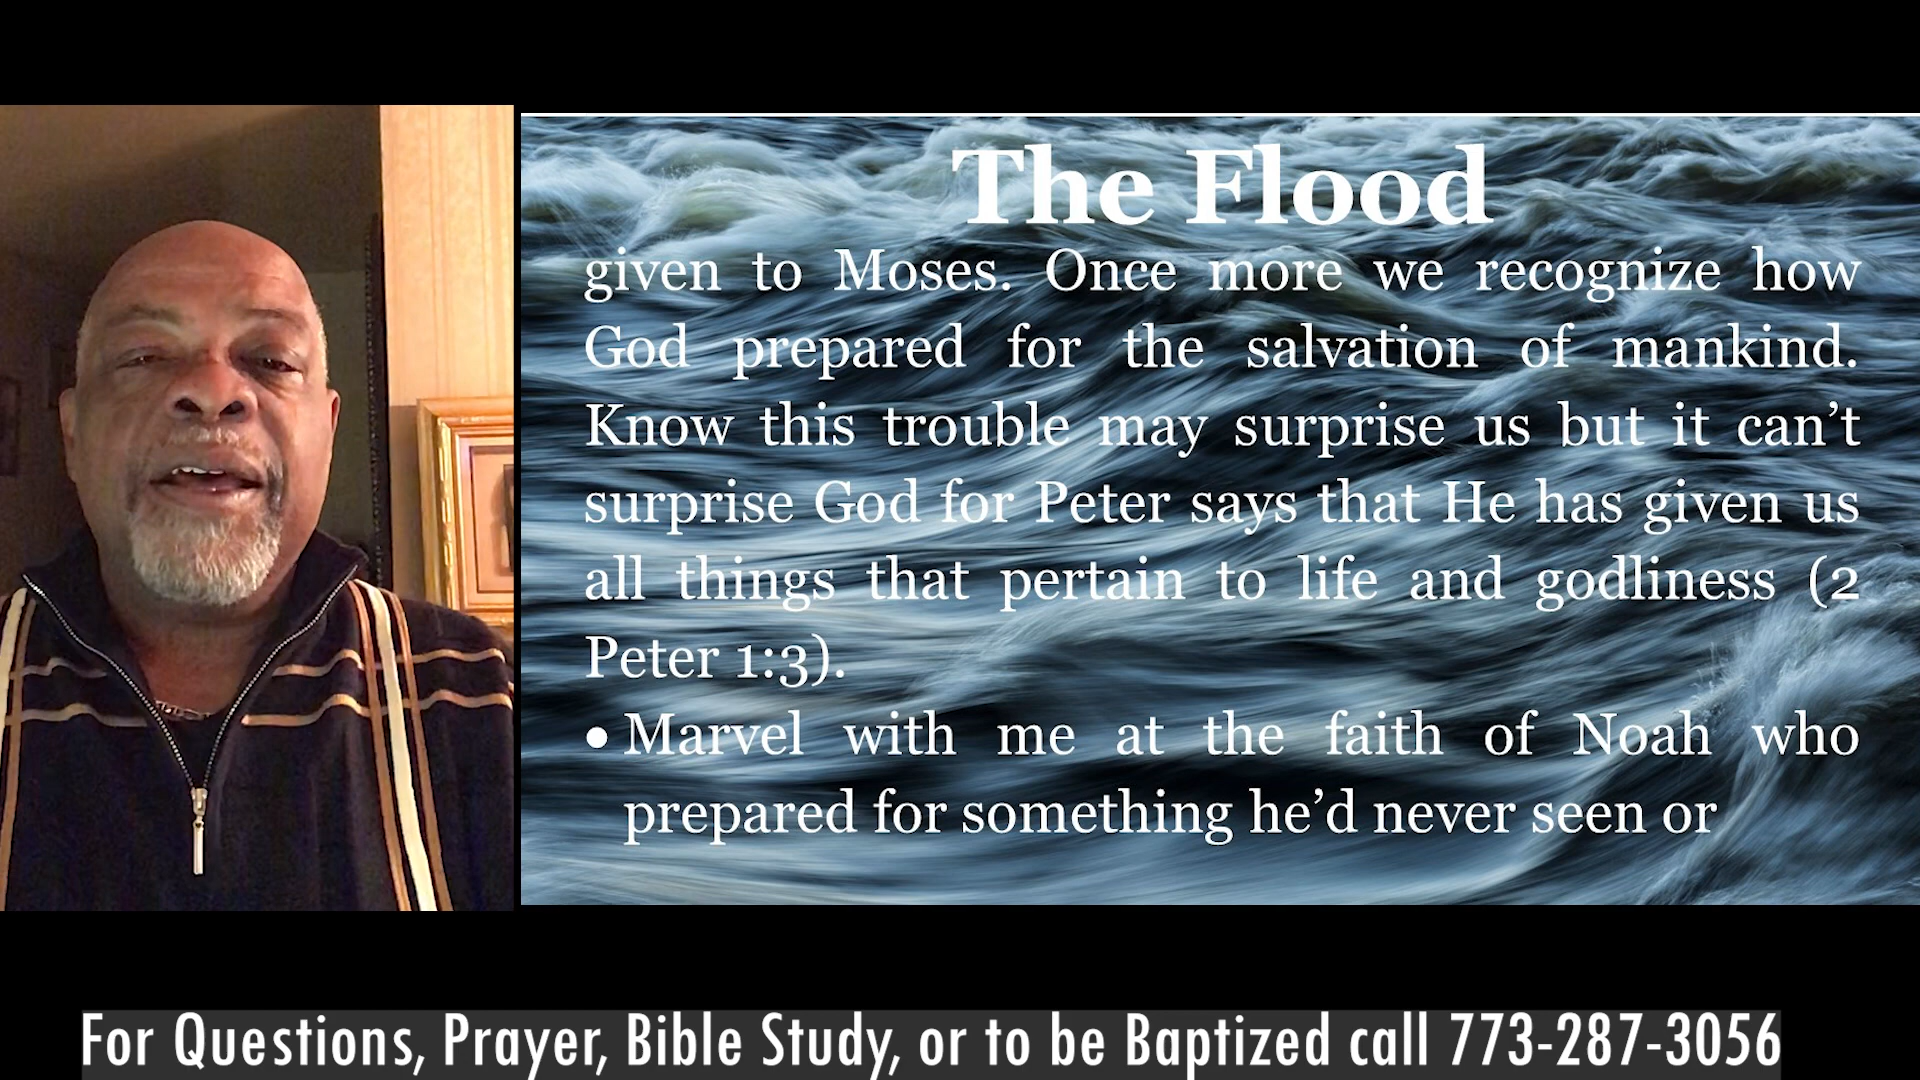 The Flood
given to Moses. Once more we recognize how
God prepared for the salvation of mankind.
Know this trouble may surprise us but it can’t
surprise God for Peter says that He has given us
all things that pertain to life and godliness (2
Peter 1:3).
• Marvel with me at the faith of Noah who
prepared for something he’d never seen or
For Questions, Prayer, Bible Study, or to be Baptized call 773-287-3056